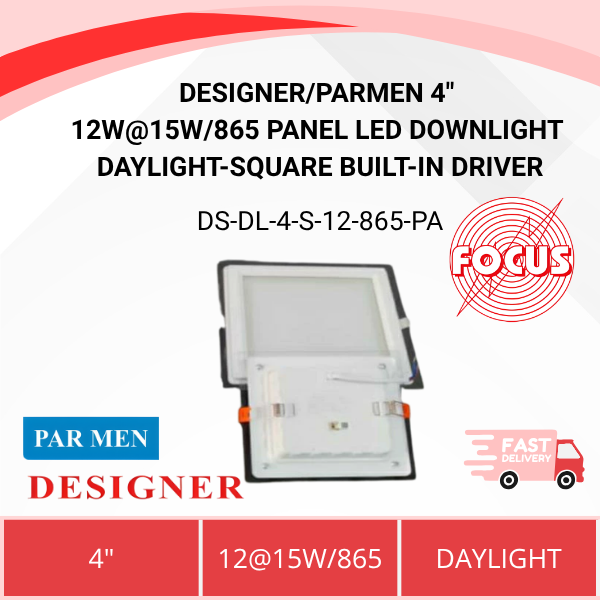 DESIGNER/PARMEN 4"
12W@15W/865 PANEL LED DOWNLIGHT
DAYLIGHT-SQUARE BUILT-IN DRIVER
DS-DL-4-S-12-865-PA
FOCUS
PAR MEN
DESIGNER
FAST
DELIVERY
4"
12@15W/865
DAYLIGHT